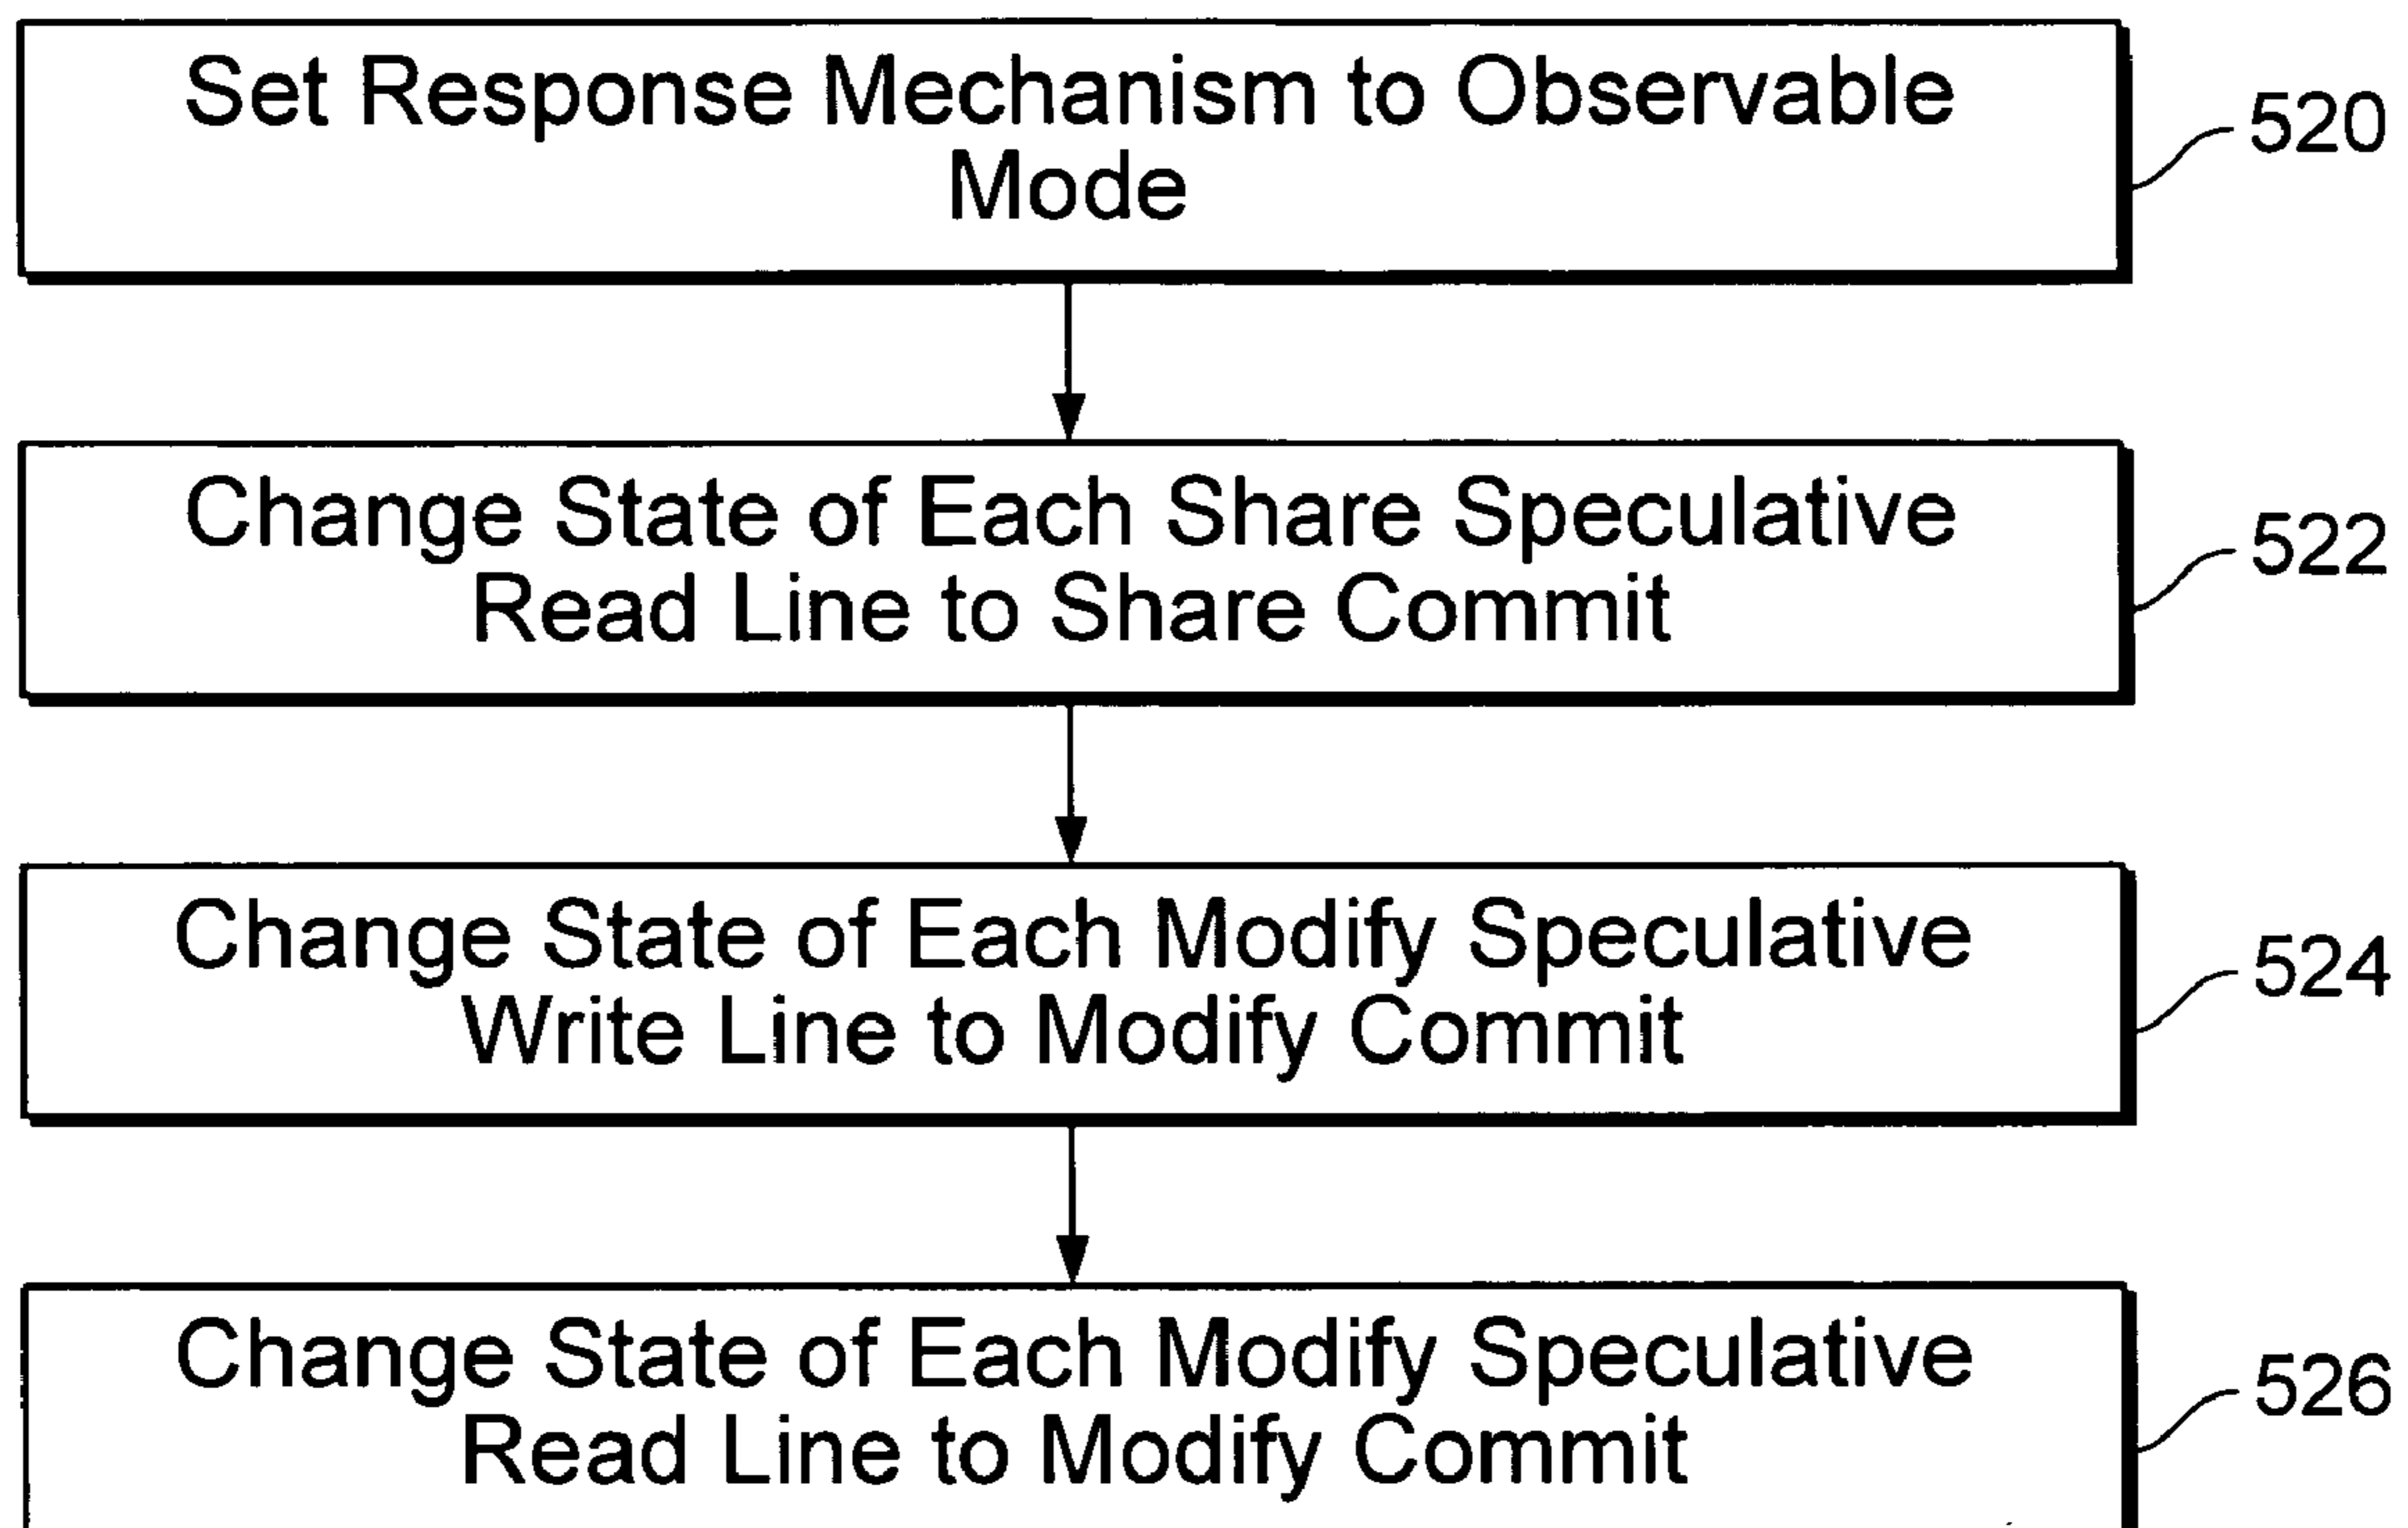 Set Response Mechanism to Observable
Mode
520
Change State of Each Share Speculative
Read Line to Share Commit
522
Change State of Each Modify Speculative
Write Line to Modify Commit
524
Change State of Each Modify Speculative
Read Line to Modify Commit
526